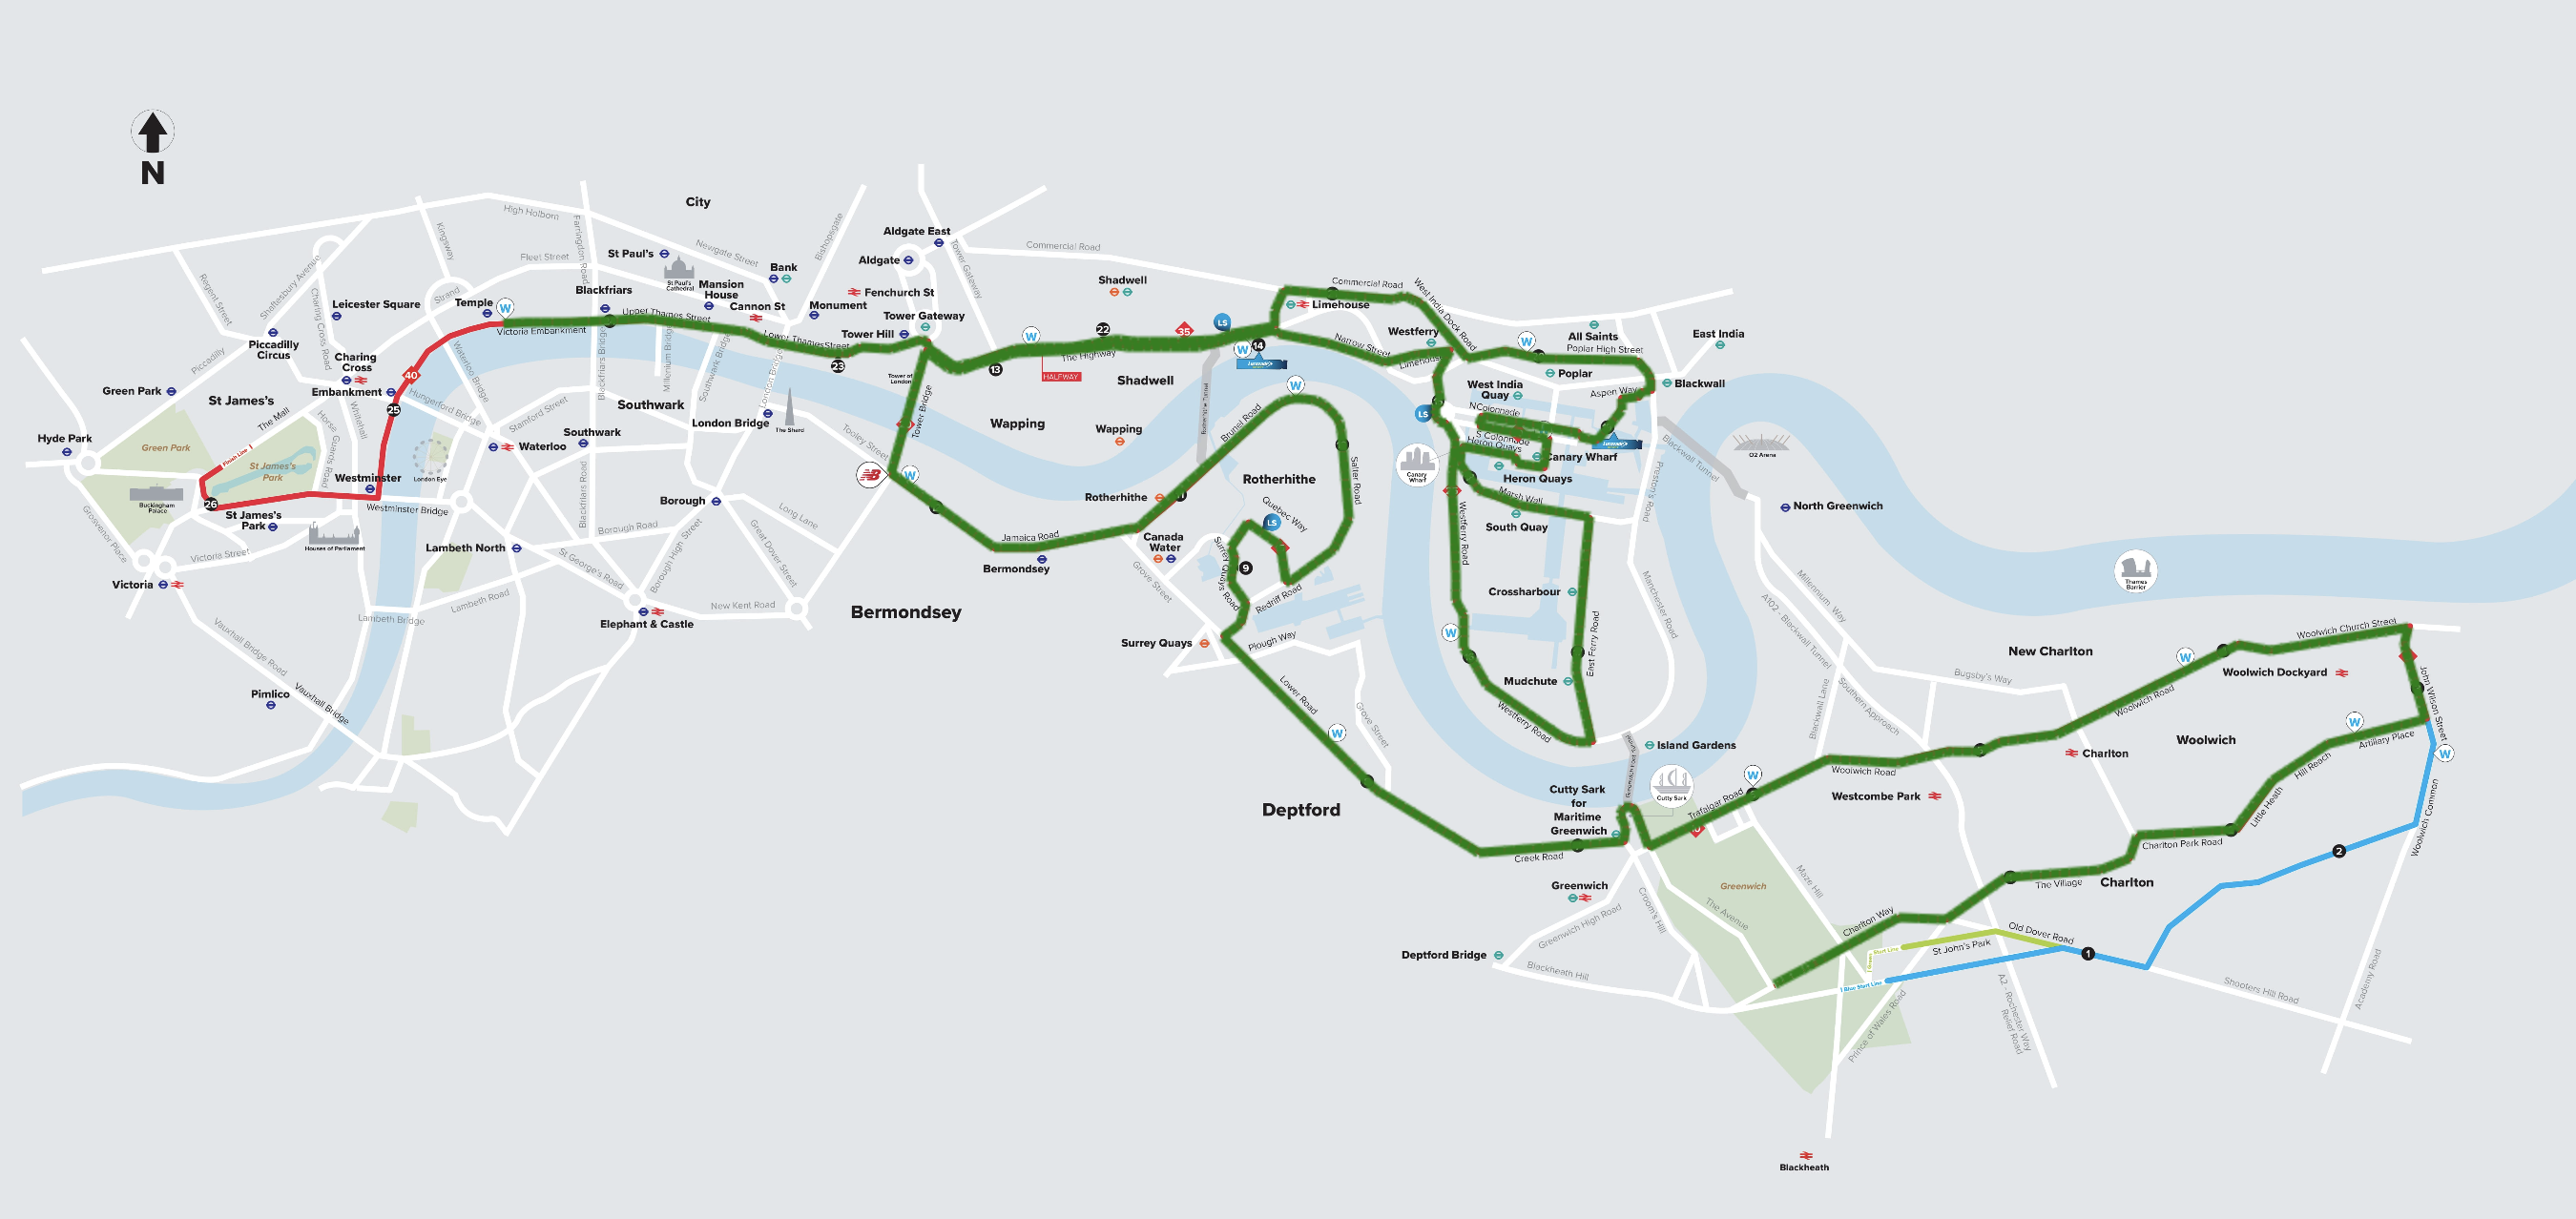 N
High Holborn
City
Kingsway
Farringdon Road
Newgate Street
Bishopsgate
Aldgate East
Tower Gateway
Commercial Road
Fleet Street
St Paul's
St Paul's
Cathedral
Bank
Aldgate
Regent Street
Shaftesbury Avenue
Charing Cross Road
Leicester Square
Strand
Temple
W
Blackfriars
Mansion
House
Cannon St
Fenchurch St
Monument
Tower Gateway
Tower Hill
Shadwell
Commercial Road
Limehouse
West India Dock Road
Victoria Embankment
Upper Thames Street
Lower Thames Street
22
35
LS
W
HALFWAY
The Highway
13
23
14
W
Narrow Street
Limehouse
Westferry
W
All Saints
Poplar High Street
East India
Poplar
Blackwall
Aspen Way
Piccadilly
Circus
Piccadilly
Charing
Cross
Green Park
Embankment
40
25
St James's
The Mall
Horse
Guards Road
Whitehall
Hungerford Bridge
Waterloo Bridge
Stamford Street
Blackfriars Bridge
Millenium Bridge
Southwark Bridge
London Bridge
Southwark
Tower of
London
Tower Bridge
Shadwell
Wapping
Wapping
Rotherhithe Tunnel
W
Brunel Road
LS
West India
Quay
N Colonnade
S Colonnade
Heron Quays
Canary Wharf
Canary
Wharf
Heron Quays
Marsh Wall
South Quay
Preston's Road
Blackwall Tunnel
O2 Arena
North Greenwich
Hyde Park
Green Park
Finish Line
St James's
Park
Buckingham
Palace
26
St James's
Park
Westminster
Westminster Bridge
Houses of Parliament
London Eye
Waterloo
Southwark
London Bridge
The Shard
Tooley Street
W
Rotherhithe
Rotherhithe
Salter Road
Quebec Way
LS
Grosvenor Place
Victoria Street
Victoria
Lambeth North
Blackfriars Road
Borough Road
Borough
Borough High Street
St George's Road
Great Dover Street
Long Lane
Jamaica Road
Bermondsey
Canada
Water
Surrey Quays Road
9
Redriff Road
Westferry Road
Crossharbour
Manchester Road
East Ferry Road
Thames
Barrier
Millennium Way
A102 - Blackwall Tunnel
Southern Approach
Lambeth Bridge
Lambeth Road
New Kent Road
Elephant & Castle
Bermondsey
Grove Street
Surrey Quays
Plough Way
W
Mudchute
Westferry Road
Vauxhall Bridge Road
Vauxhall Bridge
Pimlico
Lower Road
W
Grove Street
Island Gardens
Blackwall Lane
New Charlton
Bugsby's Way
W
Woolwich Church Street
Woolwich Dockyard
Woolwich Road
John Wilson Street
Woolwich
W
Artillery Place
W
Hill Reach
Little Heath
Woolwich Common
Deptford
Creek Road
Cutty Sark
for
Maritime
Greenwich
Cutty Sark
W
Trafalgar Road
Woolwich Road
Westcombe Park
Charlton
Charlton Park Road
2
Greenwich
Greenwich
The Avenue
Maze Hill
Croom's Hill
Greenwich High Road
Deptford Bridge
Blackheath Hill
The Village
Charlton
Charlton Way
Green Start Line
St John's Park
Old Dover Road
1
Blue Start Line
Prince of Wales Road
A2 - Rochester Way
Relief Road
Shooters Hill Road
Academy Road
Blackheath